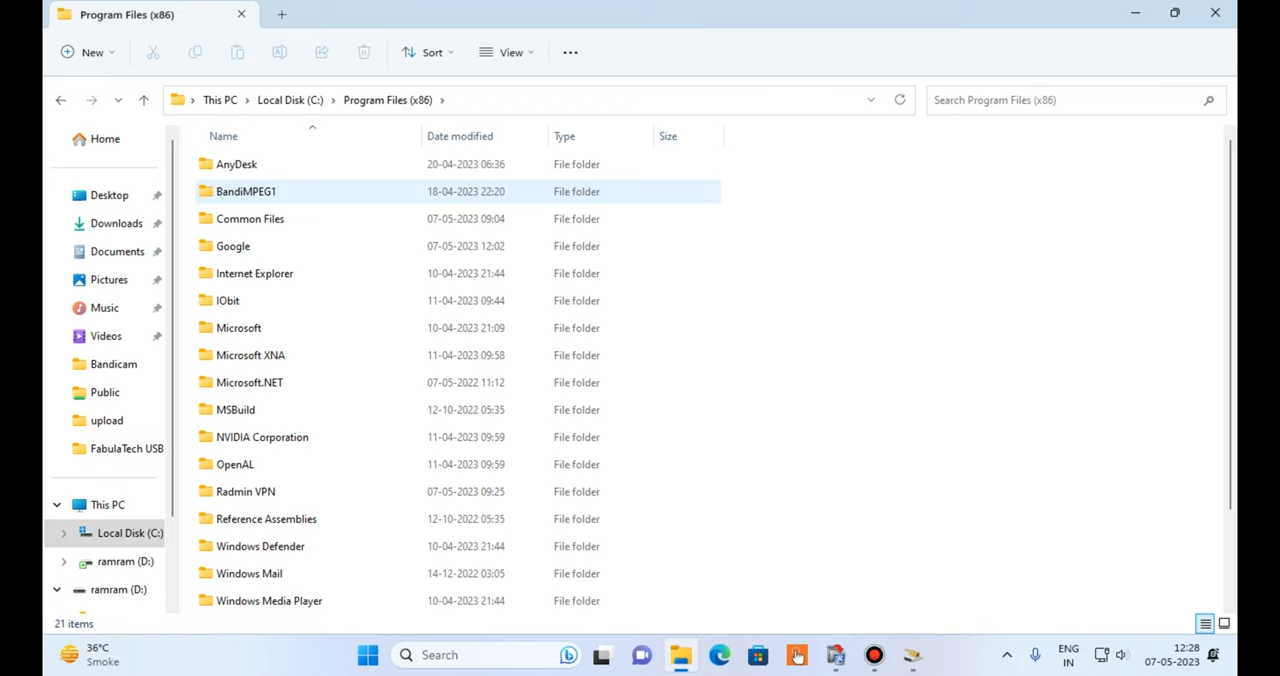 Program Files (x86)
New
Sort
View
This PC > Local Disk (C:) > Program Files (x86) >
Search Program Files (x86)
Home
Desktop
Downloads
Documents
Pictures
Music
Videos
Bandicam
Public
upload
FabulaTech USB
This PC
Local Disk (C:)
ramram (D:)
ramram (D:)
Name Date modified Type Size
AnyDesk 20-04-2023 06:36 File folder
BandiMPEG1 18-04-2023 22:20 File folder
Common Files 07-05-2023 09:04 File folder
Google 07-05-2023 12:02 File folder
Internet Explorer 10-04-2023 21:44 File folder
IObit 11-04-2023 09:44 File folder
Microsoft 10-04-2023 21:09 File folder
Microsoft XNA 11-04-2023 09:58 File folder
Microsoft.NET 07-05-2022 11:12 File folder
MSBuild 12-10-2022 05:35 File folder
NVIDIA Corporation 11-04-2023 09:59 File folder
OpenAL 11-04-2023 09:59 File folder
Radmin VPN 07-05-2023 09:25 File folder
Reference Assemblies 12-10-2022 05:35 File folder
Windows Defender 10-04-2023 21:44 File folder
Windows Mail 14-12-2022 03:05 File folder
Windows Media Player 10-04-2023 21:44 File folder
21 items
36°C
Smoke
Search
ENG
IN
12:28
07-05-2023